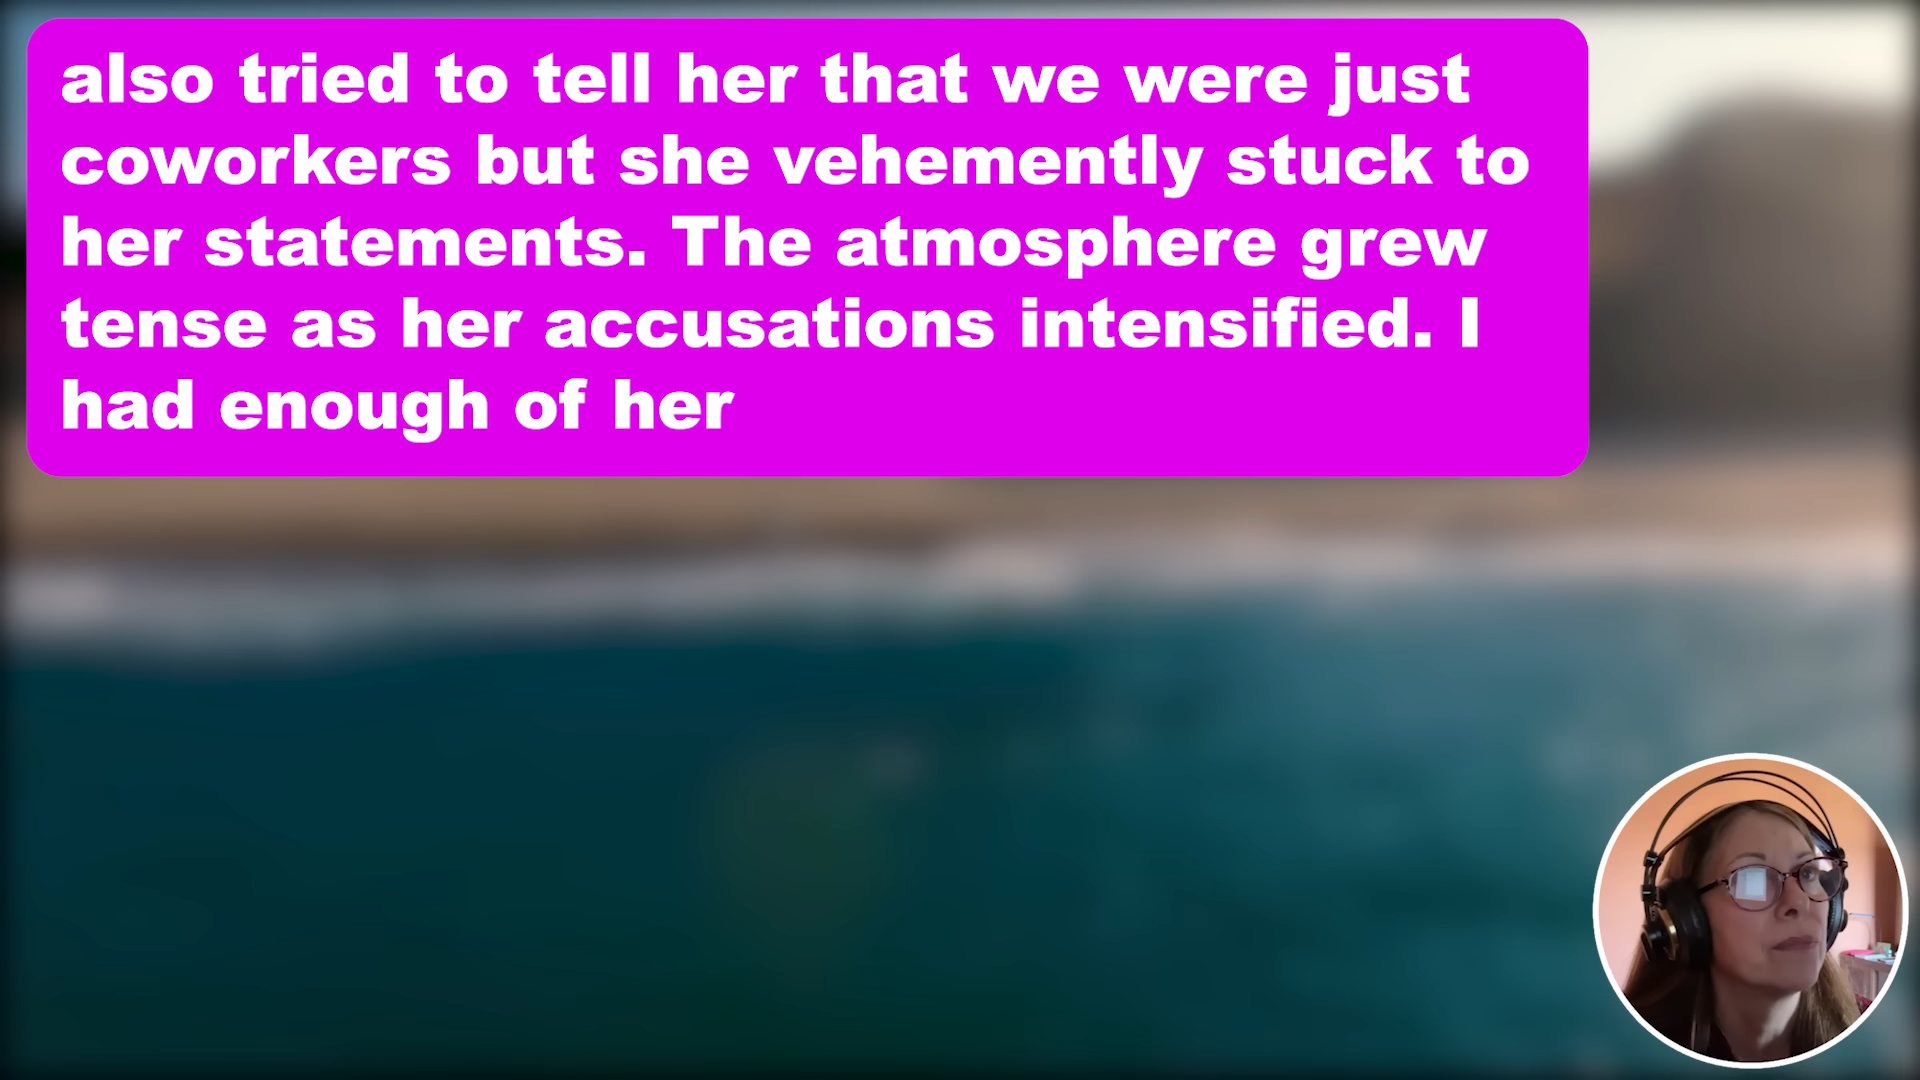 also tried to tell her that we were just
coworkers but she vehemently stuck to
her statements. The atmosphere grew
tense as her accusations intensified. I
had enough of her